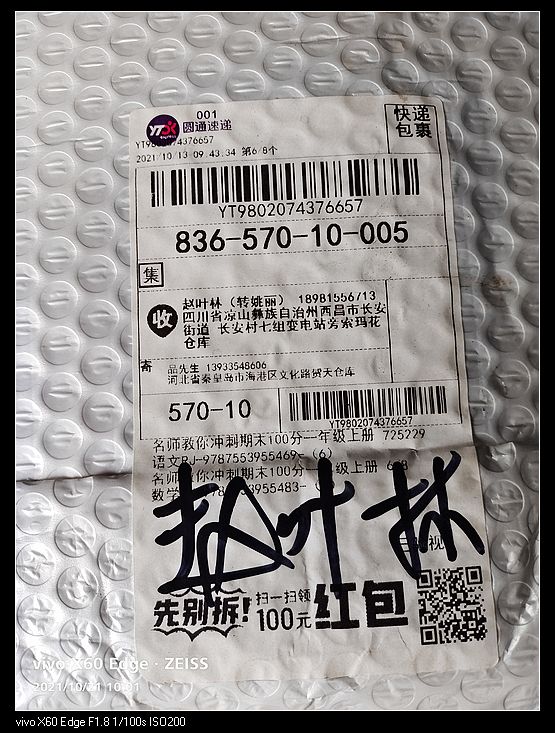 001
圆通速递
快递
包裹
YT9802074376657
2021/10/13 09:43:34 第6/8个
YT9802074376657
836-570-10-005
集
收
赵叶林（转姚丽） 18981556713
四川省凉山彝族自治州西昌市长安
街道 长安村七组变电站旁索玛花
仓库
寄
品先生 13933548606
河北省秦皇岛市海港区文化路贸天仓库
570-10
YT9802074376657
名师教你冲刺期末100分一年级上册 725229
语文RJ-9787553955469-（6）
名师教你冲刺期末100分一 级上册 6
数学 9787553955483-（
赵叶林
视
先别拆!
扫一扫领
100元
红包
vivo X60 Edge · ZEISS
2021/10/21 10:01
vivo X60 Edge F1.8 1/100s ISO200